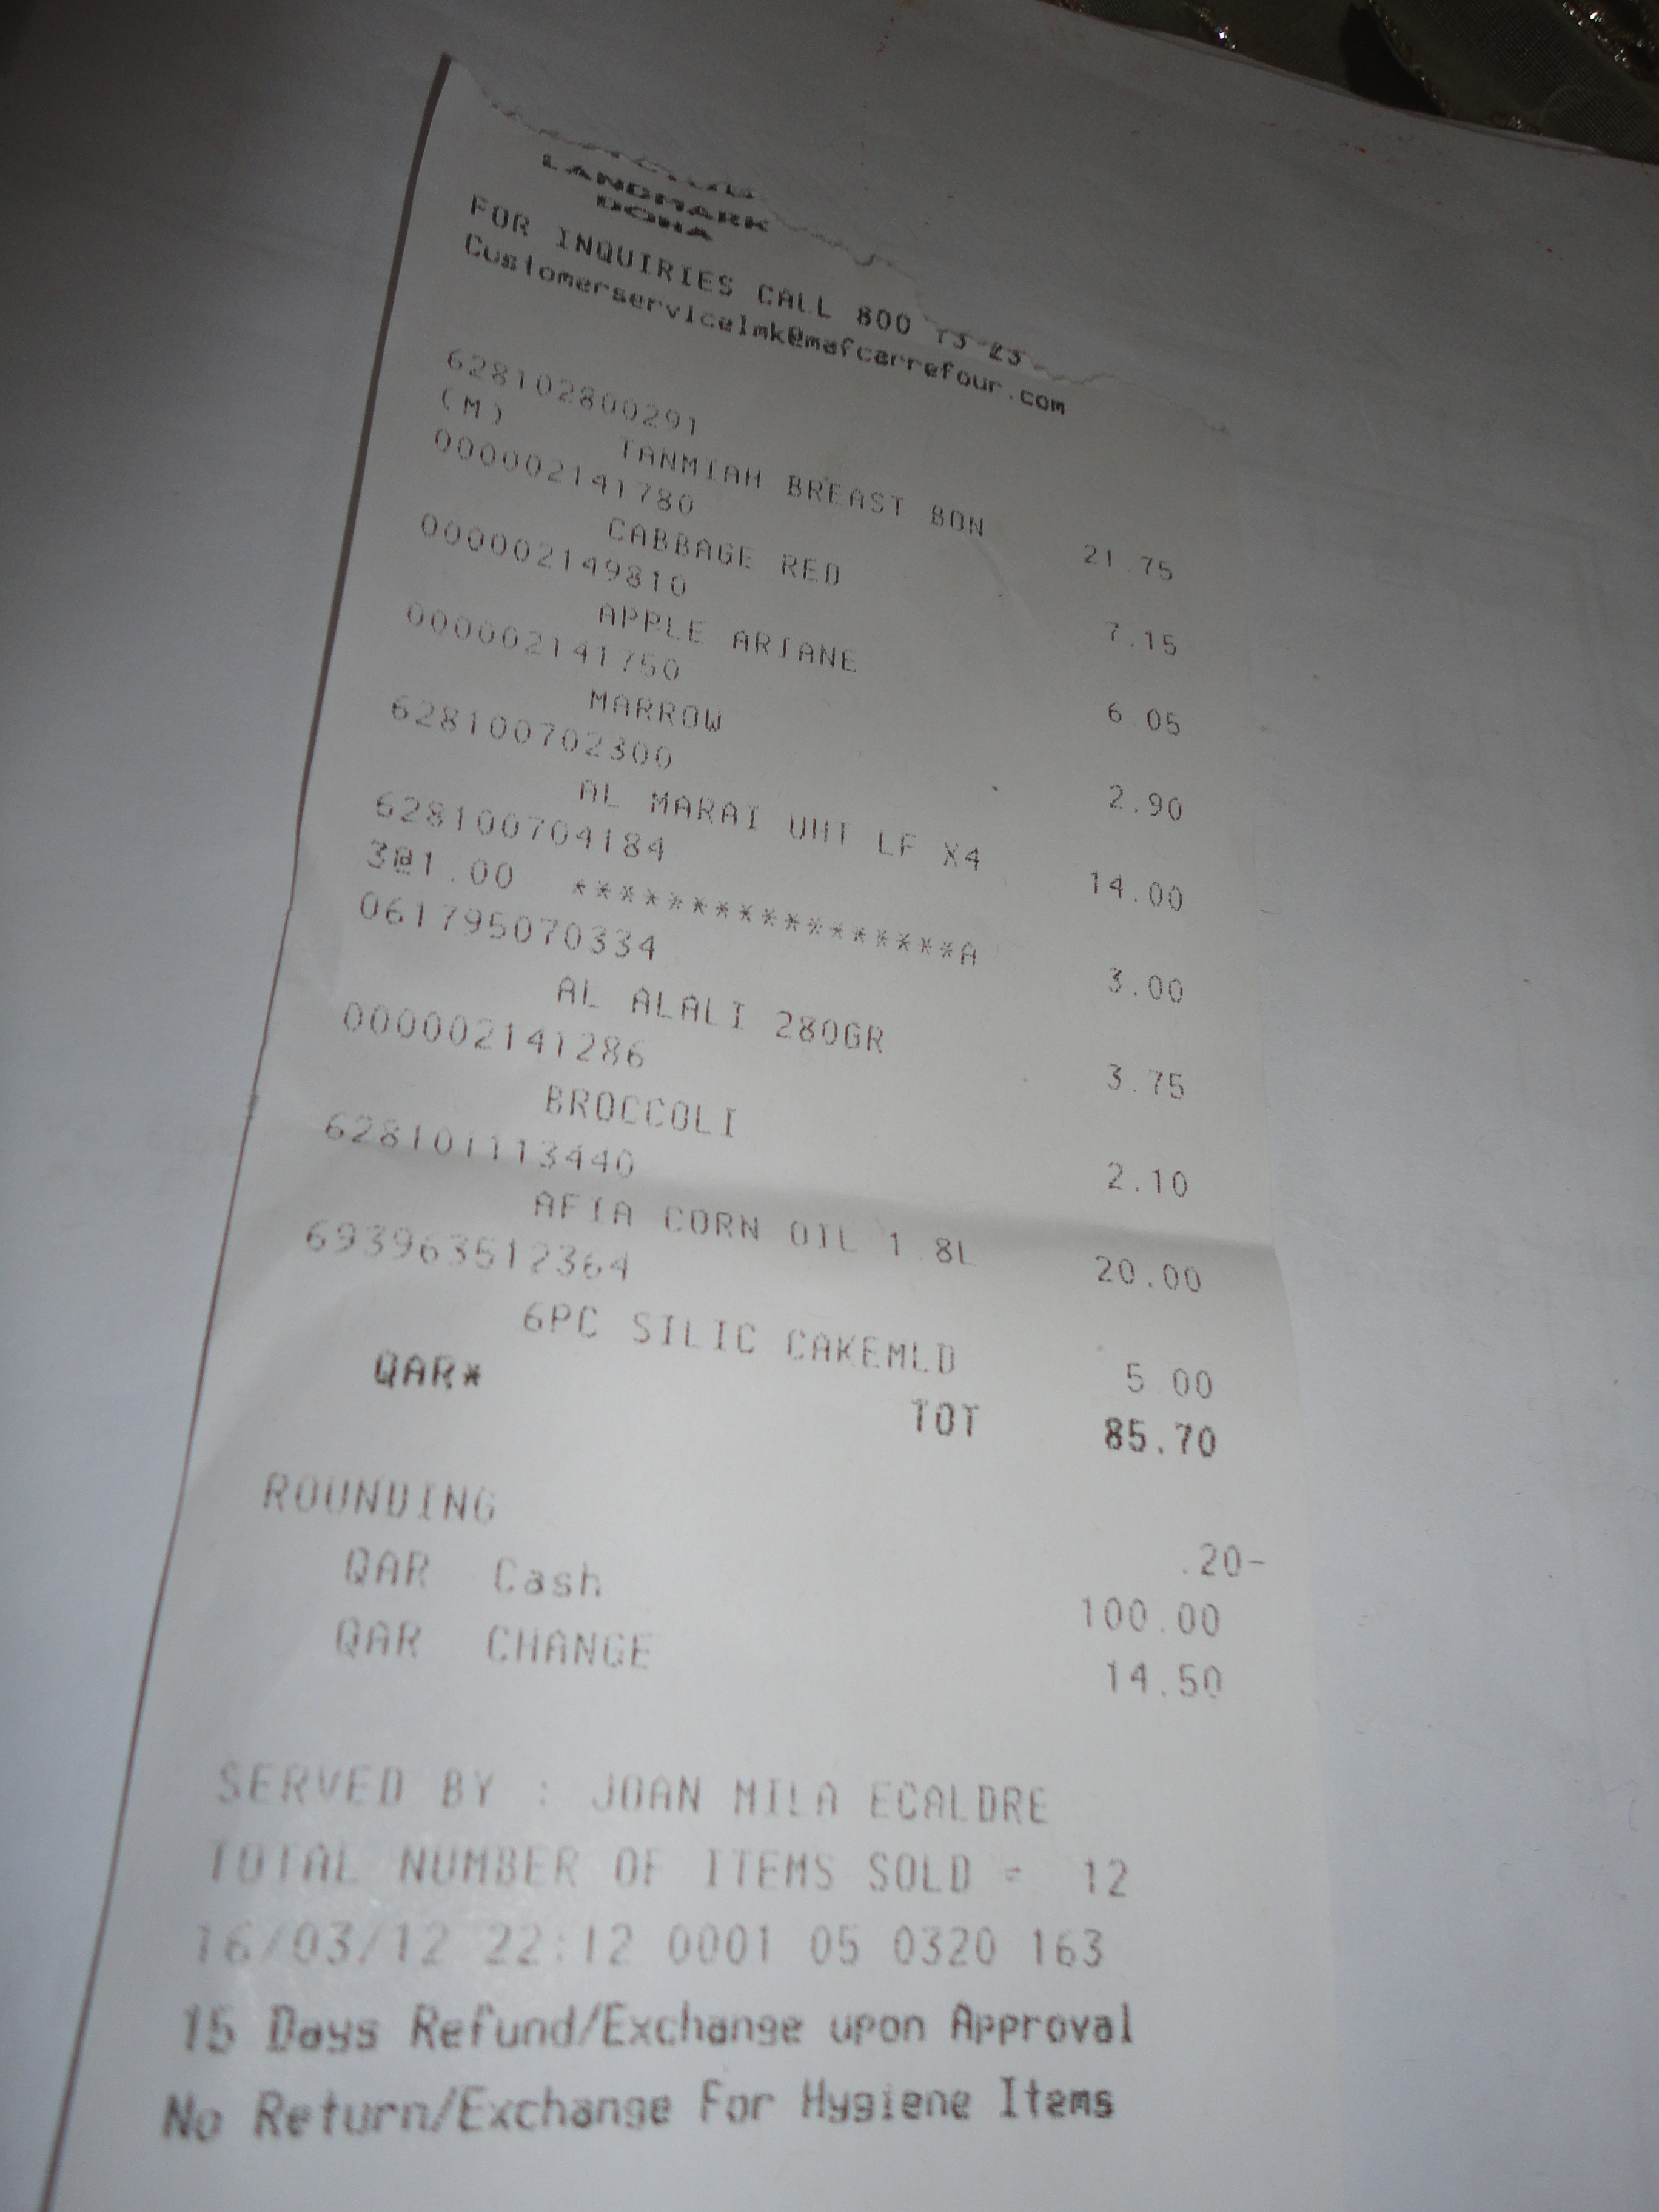 LANDMARK
DOHA
FOR INQUIRIES CALL 800
Customerservicelmk@mafcarrefour.com
628102800291
(M) TANMIAH BREAST BON 21.75
000002141780
CABBAGE RED 7.15
000002149810
APPLE ARIANE 6.05
000002141750
MARROW 2.90
628100702300
AL MARAI UHT LF X4 14.00
628100704184
3@1.00 ****************A 3.00
061795070334
AL ALALI 280GR 3.75
000002141286
BROCCOLI 2.10
628101113440
AFIA CORN OIL 1.8L 20.00
693963512364
6PC SILIC CAKEMLD 5.00
QAR* TOT 85.70
ROUNDING .20-
QAR Cash 100.00
QAR CHANGE 14.50
SERVED BY : JOAN MILA ECALDRE
TOTAL NUMBER OF ITEMS SOLD = 12
16/03/12 22:12 0001 05 0320 163
15 Days Refund/Exchange upon Approval
No Return/Exchange For Hygiene Items